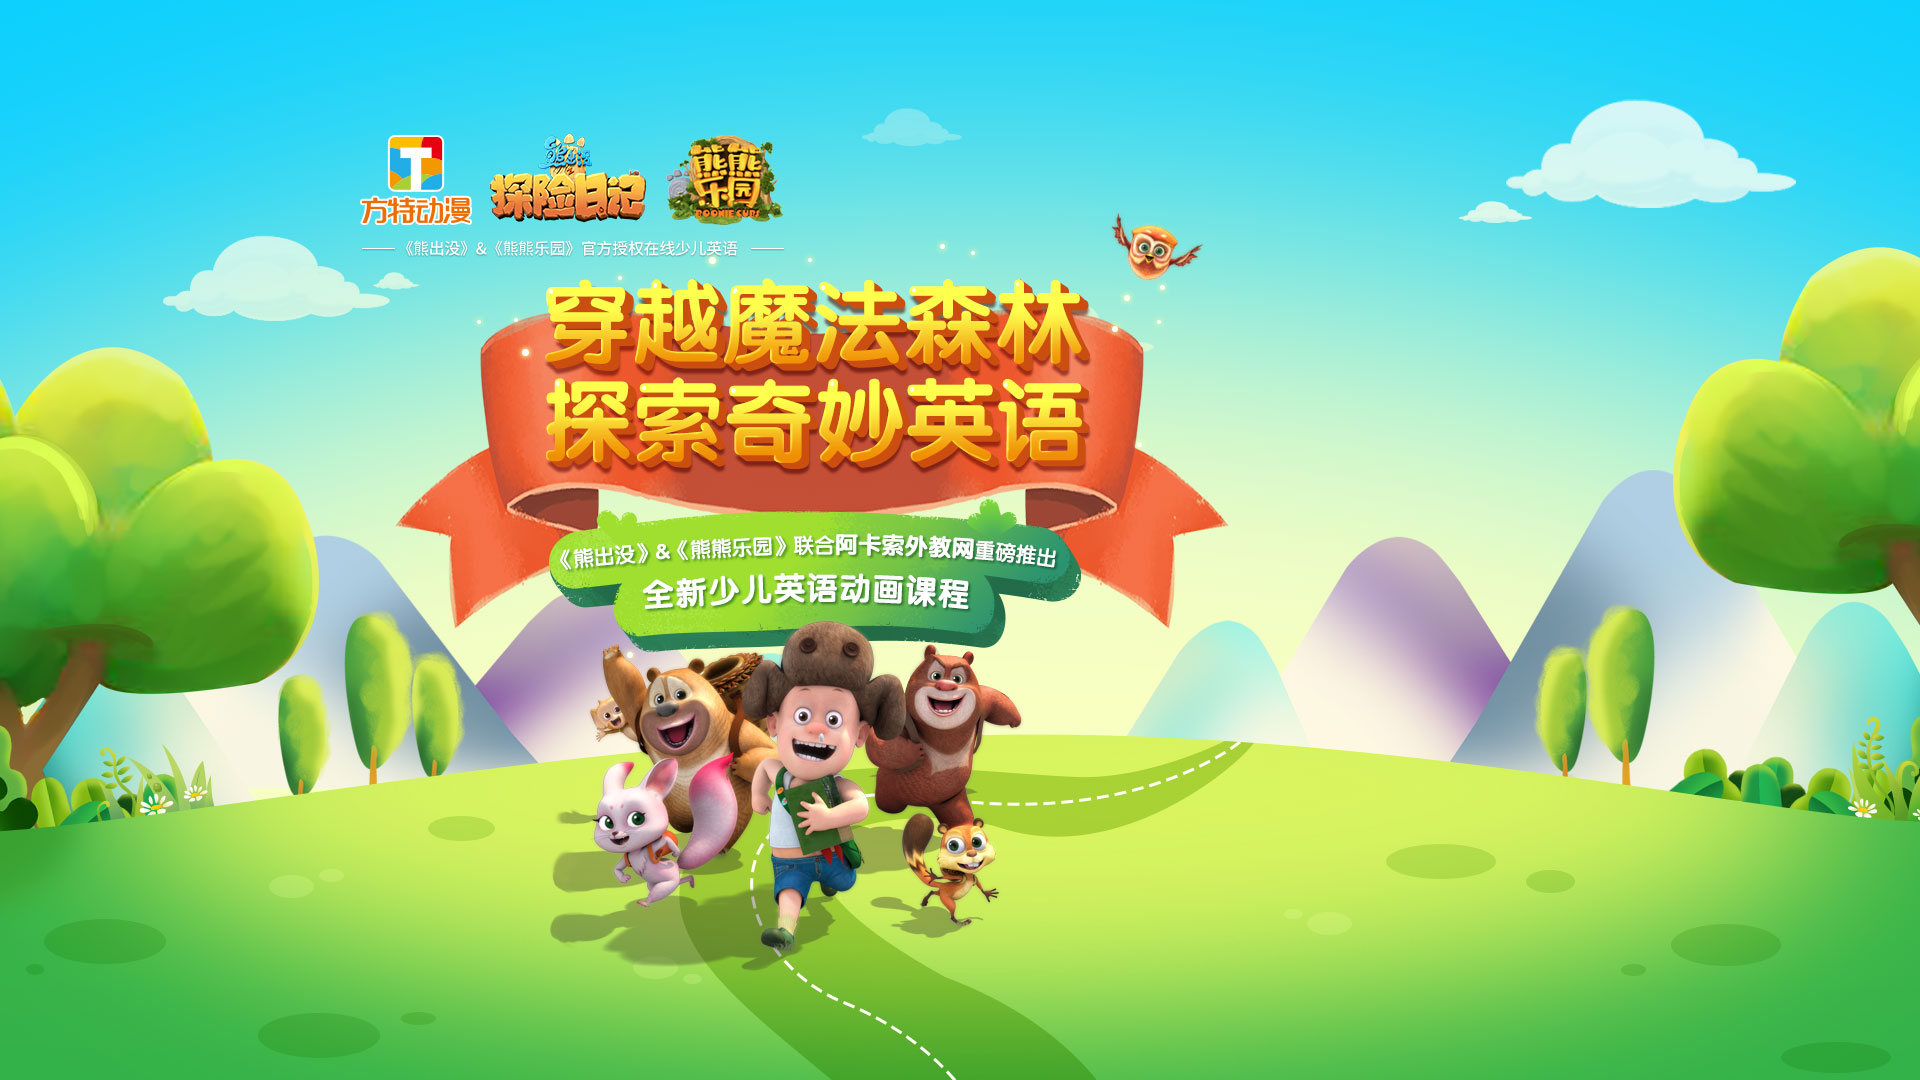 T
方特动漫
熊出没
探险日记
熊熊
乐园
BOONIE CUBS
《熊出没》&《熊熊乐园》官方授权在线少儿英语
穿越魔法森林
探索奇妙英语
《熊出没》&《熊熊乐园》联合阿卡索外教网重磅推出
全新少儿英语动画课程